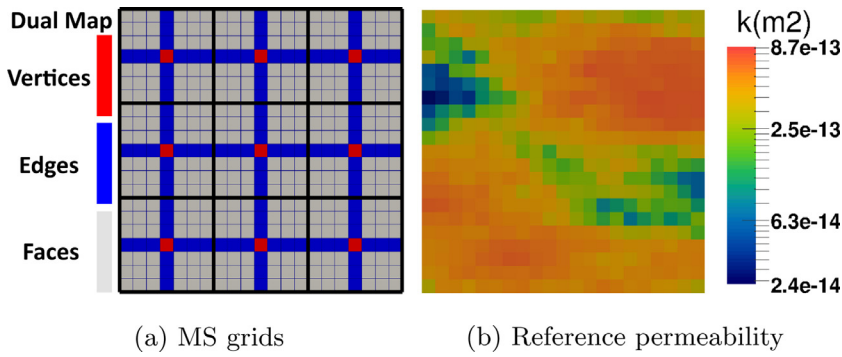 Dual Map
Vertices
Edges
Faces
k(m2)
8.7e-13
2.5e-13
6.3e-14
2.4e-14
(a) MS grids
(b) Reference permeability